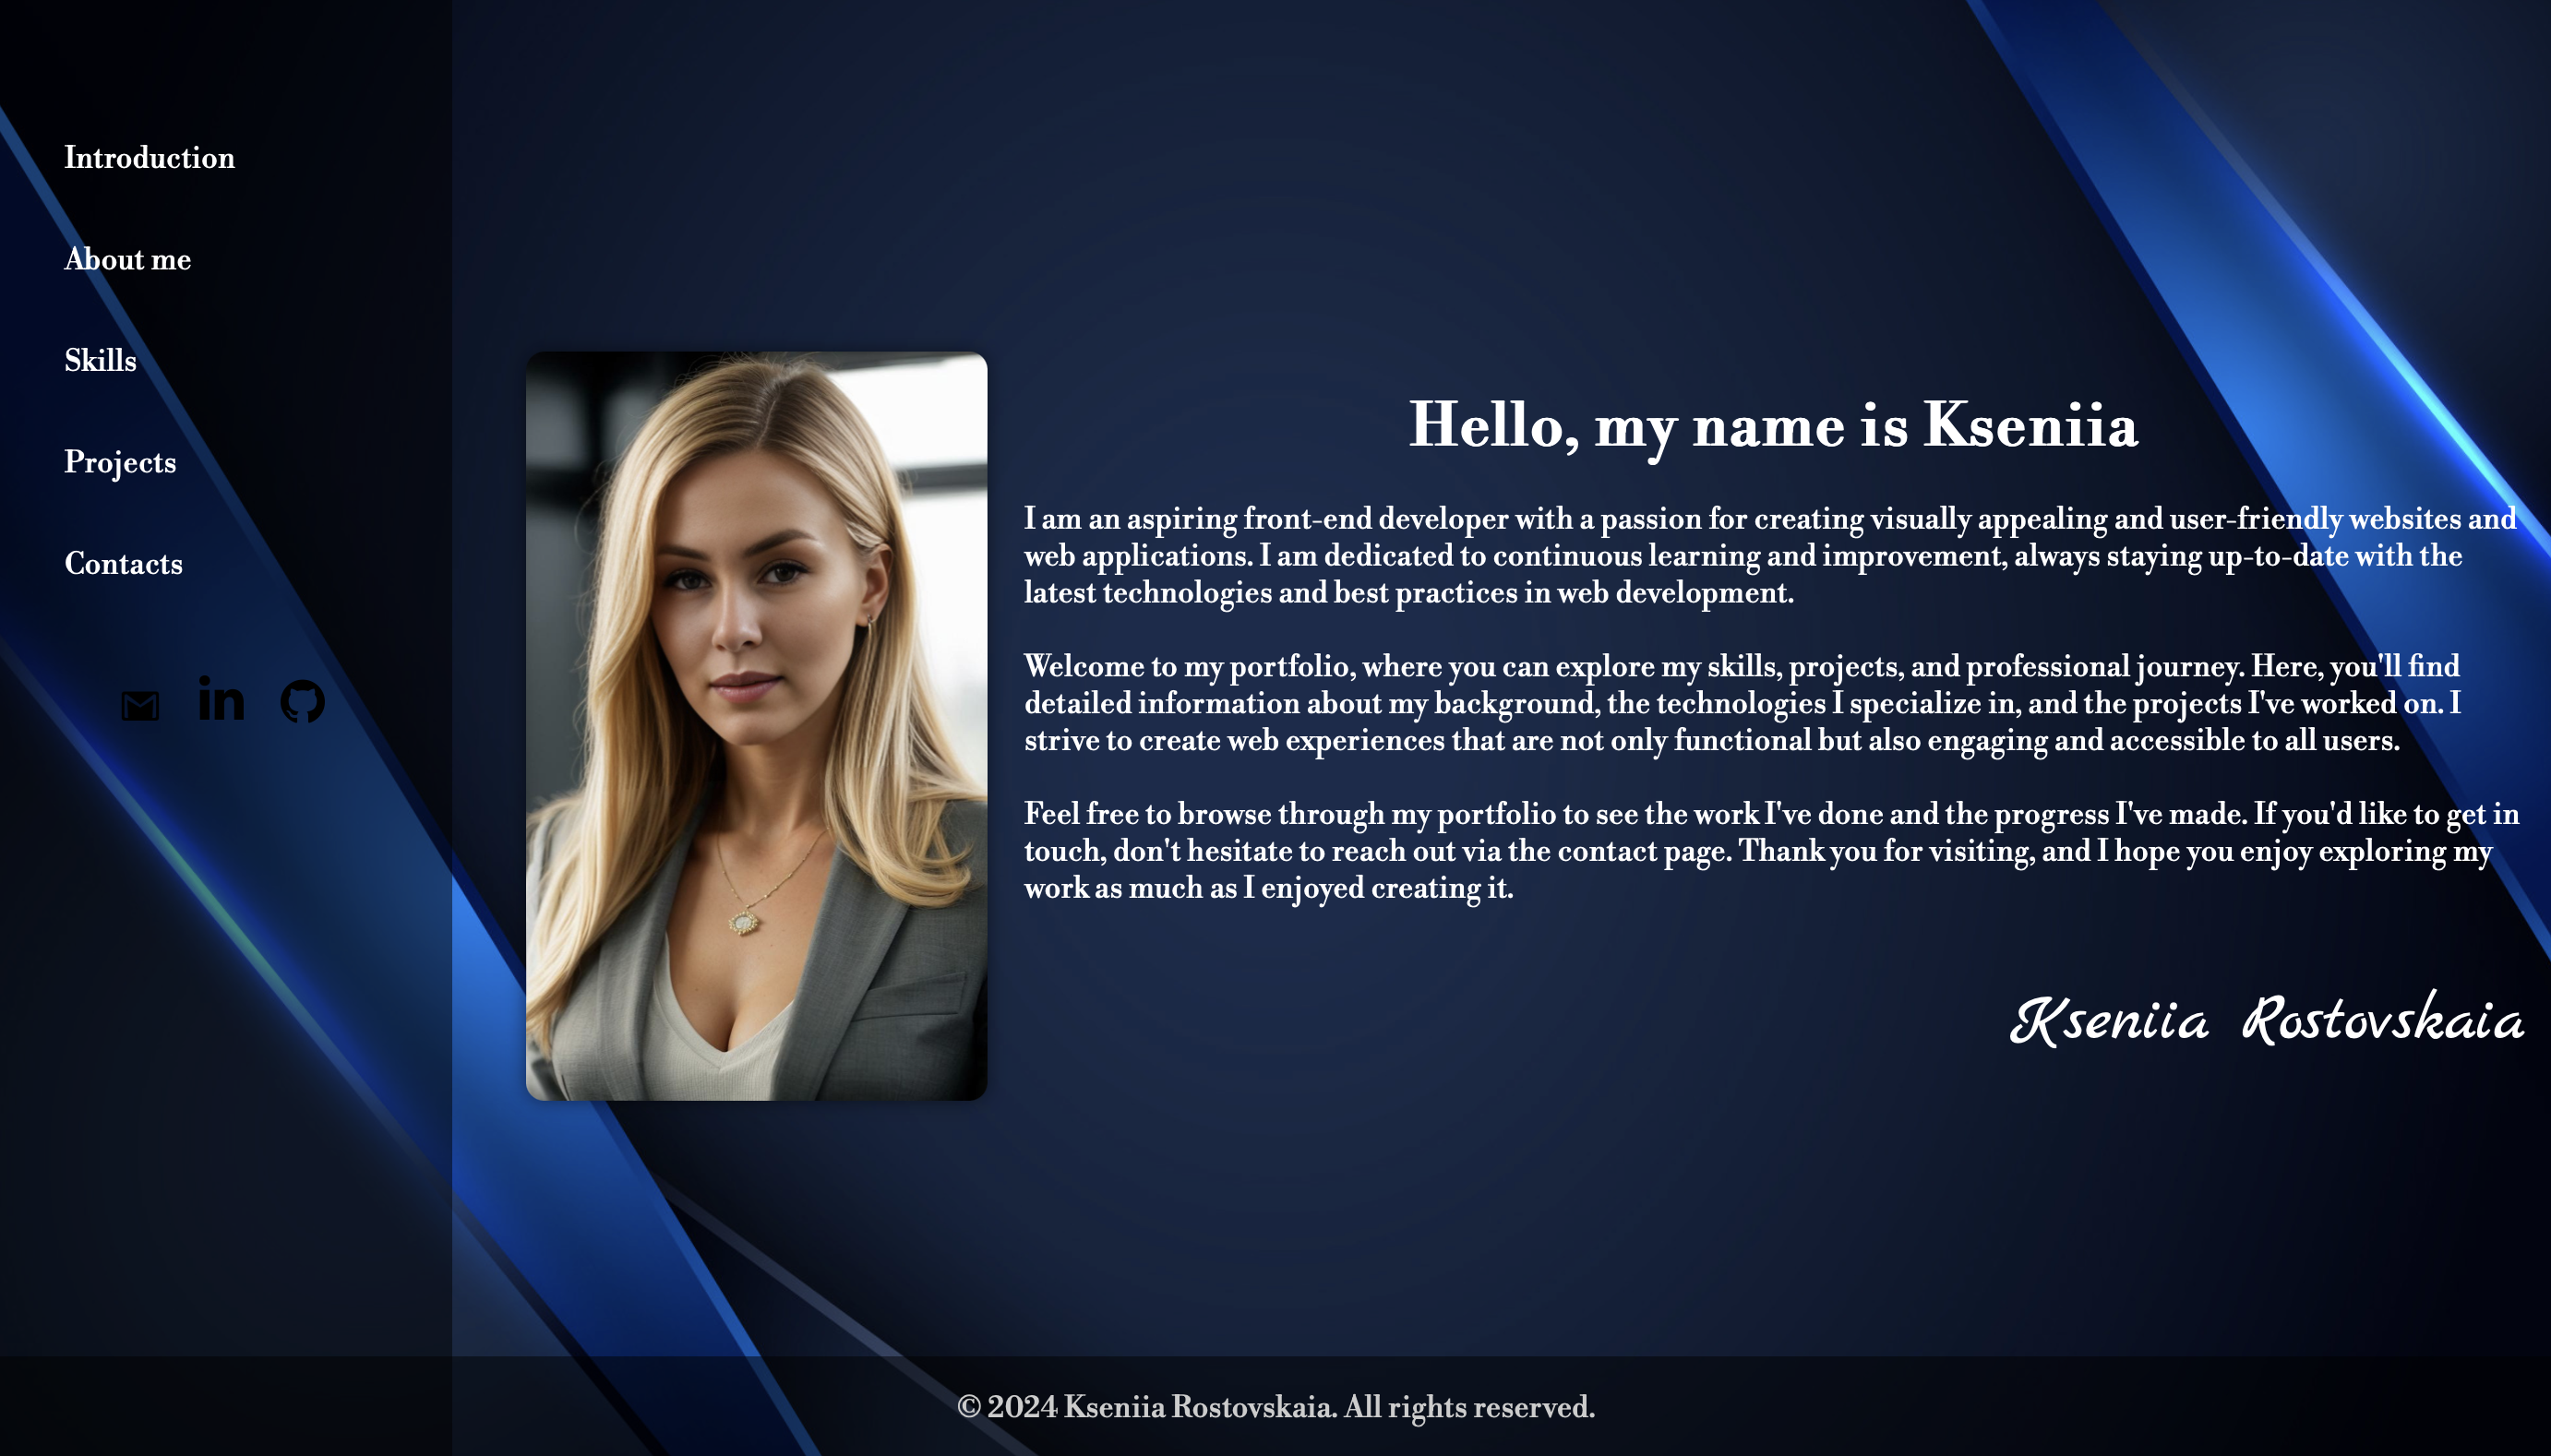 Introduction
About me
Skills
Projects
Contacts
in
Hello, my name is Kseniia
I am an aspiring front-end developer with a passion for creating visually appealing and user-friendly websites and
web applications. I am dedicated to continuous learning and improvement, always staying up-to-date with the
latest technologies and best practices in web development.
Welcome to my portfolio, where you can explore my skills, projects, and professional journey. Here, you'll find
detailed information about my background, the technologies I specialize in, and the projects I've worked on. I
strive to create web experiences that are not only functional but also engaging and accessible to all users.
Feel free to browse through my portfolio to see the work I've done and the progress I've made. If you'd like to get in
touch, don't hesitate to reach out via the contact page. Thank you for visiting, and I hope you enjoy exploring my
work as much as I enjoyed creating it.
Kseniia Rostovskaia
© 2024 Kseniia Rostovskaia. All rights reserved.